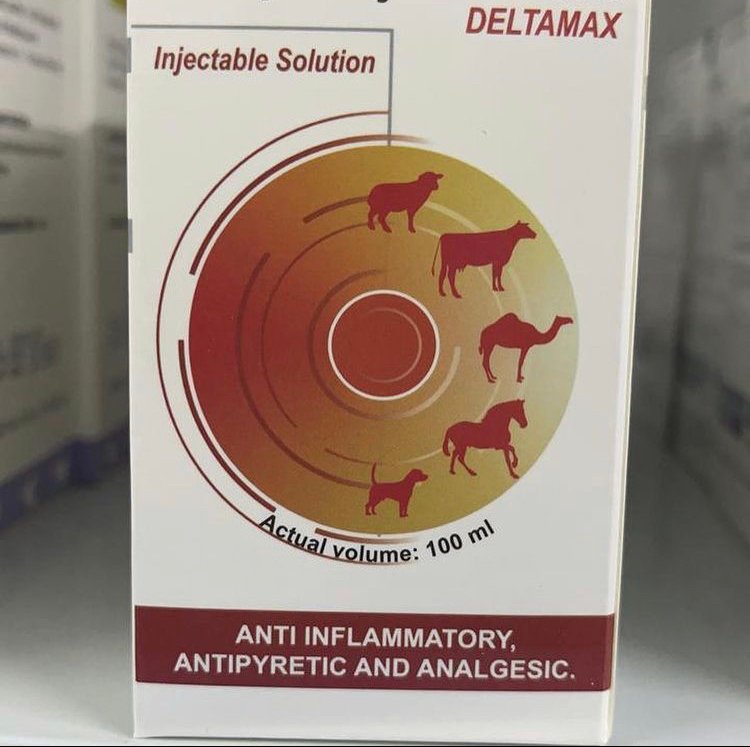 DELTAMAX
Injectable Solution
Actual volume: 100 ml
ANTI INFLAMMATORY,
ANTIPYRETIC AND ANALGESIC.